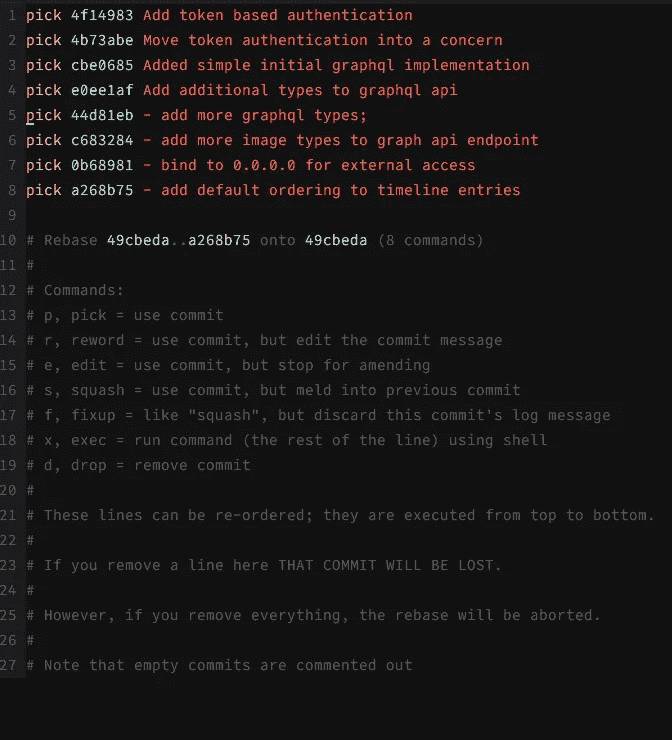 1 pick 4f14983 Add token based authentication
2 pick 4b73abe Move token authentication into a concern
3 pick cbe0685 Added simple initial graphql implementation
4 pick e0ee1af Add additional types to graphql api
5 pick 44d81eb - add more graphql types;
6 pick c683284 - add more image types to graph api endpoint
7 pick 0b68981 - bind to 0.0.0.0 for external access
8 pick a268b75 - add default ordering to timeline entries
9
10 # Rebase 49cbeda..a268b75 onto 49cbeda (8 commands)
11 #
12 # Commands:
13 # p, pick = use commit
14 # r, reword = use commit, but edit the commit message
15 # e, edit = use commit, but stop for amending
16 # s, squash = use commit, but meld into previous commit
17 # f, fixup = like "squash", but discard this commit's log message
18 # x, exec = run command (the rest of the line) using shell
19 # d, drop = remove commit
20 #
21 # These lines can be re-ordered; they are executed from top to bottom.
22 #
23 # If you remove a line here THAT COMMIT WILL BE LOST.
24 #
25 # However, if you remove everything, the rebase will be aborted.
26 #
27 # Note that empty commits are commented out